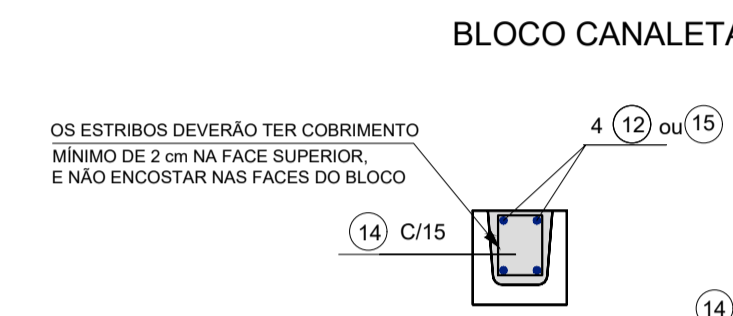 BLOCO CANALETA
OS ESTRIBOS DEVERÃO TER COBRIMENTO
MÍNIMO DE 2 cm NA FACE SUPERIOR,
E NÃO ENCOSTAR NAS FACES DO BLOCO
4 12 ou 15
14 C/15
14